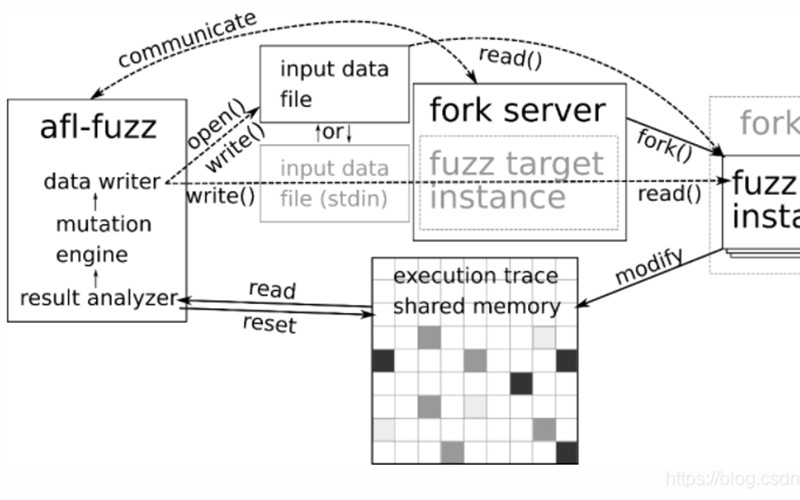 communicate
read()
input data
file
fork server
fork
afl-fuzz
open()
write()
↑or↓
fork()
data writer
input data
file (stdin)
write()
fuzz target
instance
read()
fuzz
insta
mutation
engine
result analyzer
read
reset
execution trace
shared memory
modify
https://blog.csdn